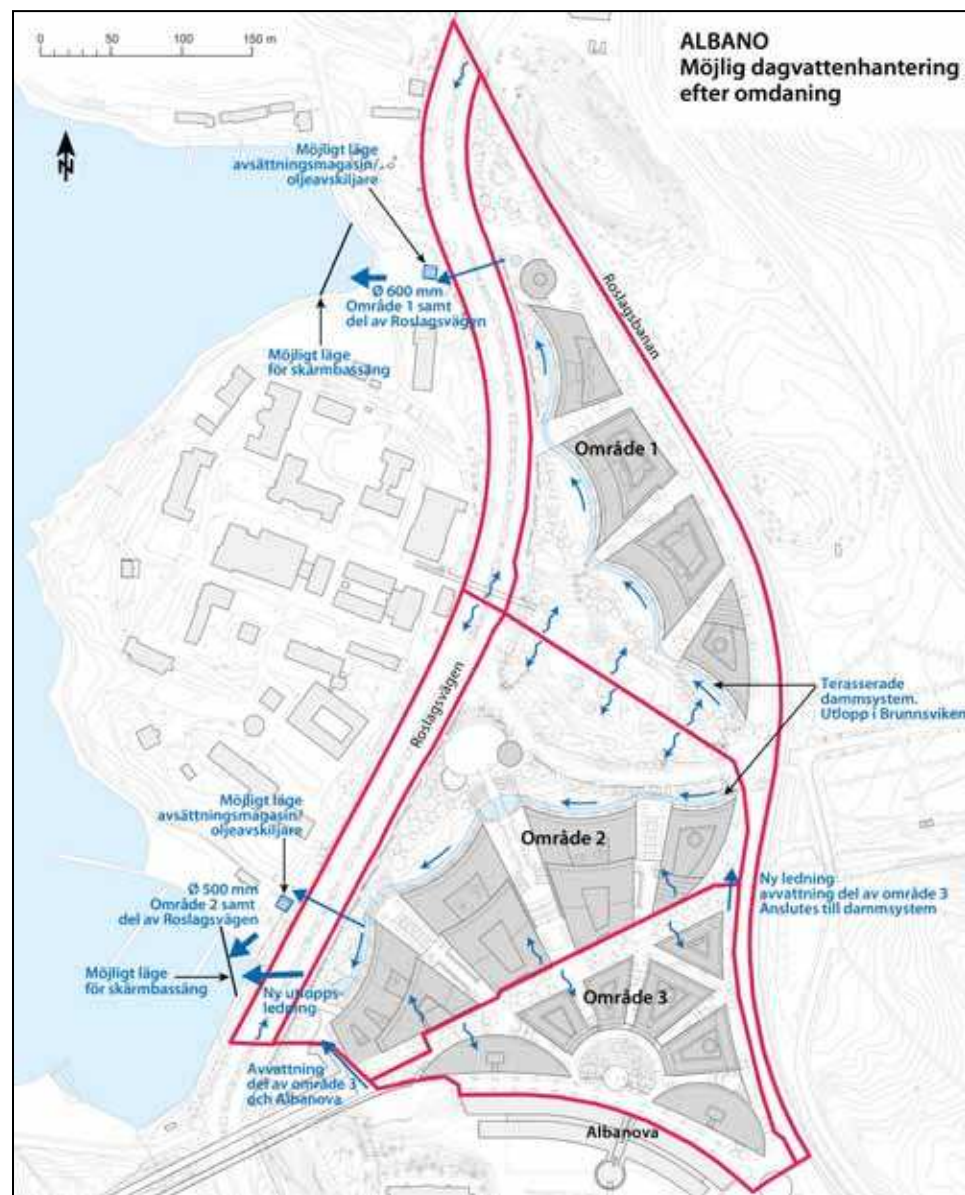 0 50 100 150 m
ALBANO
Möjlig dagvattenhantering
efter omdaning
N
Möjligt läge
avsättningsmagasin/
oljeavskiljare
Ø 600 mm
Område 1 samt
del av Roslagsvägen
Möjligt läge
för skärmbassäng
Roslagsbanan
Område 1
Roslagsvägen
Terasserade
dammsystem.
Utlopp i Brunnsviken
Möjligt läge
avsättningsmagasin/
oljeavskiljare
Område 2
Ø 500 mm
Område 2 samt
del av Roslagsvägen
Ny ledning
avvattning del av område 3
Anslutes till dammsystem
Möjligt läge
för skärmbassäng
Ny utlopps-
ledning
Område 3
Avvattning
del av område 3
och Albanova
Albanova